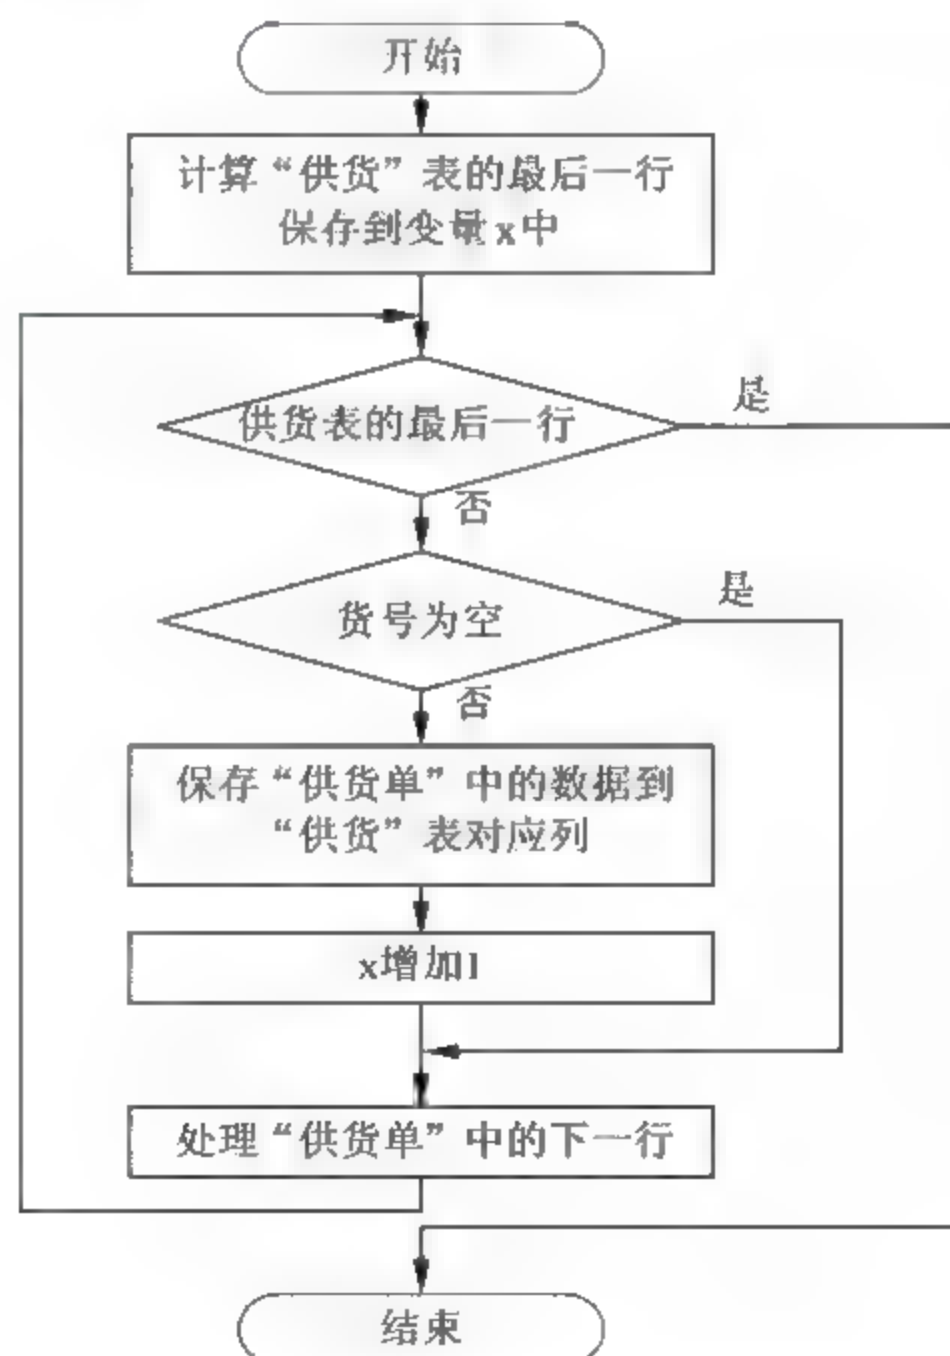 开始
计算“供货”表的最后一行
保存到变量x中
是
供货表的最后一行
否
是
货号为空
否
保存“供货单”中的数据到
“供货”表对应列
x增加1
处理“供货单”中的下一行
结束